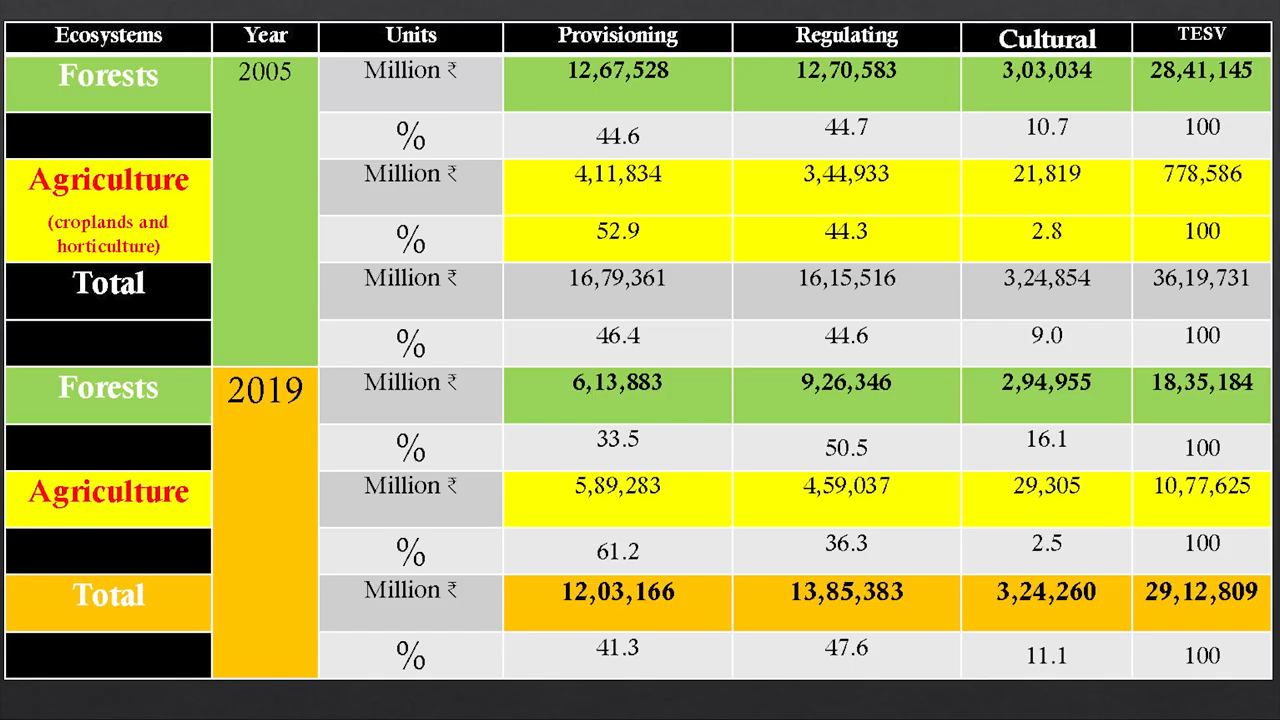 Ecosystems Year Units Provisioning Regulating Cultural TESV
Forests 2005 Million ₹ 12,67,528 12,70,583 3,03,034 28,41,145
% 44.6 44.7 10.7 100
Agriculture Million ₹ 4,11,834 3,44,933 21,819 778,586
(croplands and
horticulture)
% 52.9 44.3 2.8 100
Total Million ₹ 16,79,361 16,15,516 3,24,854 36,19,731
% 46.4 44.6 9.0 100
Forests 2019 Million ₹ 6,13,883 9,26,346 2,94,955 18,35,184
% 33.5 50.5 16.1 100
Agriculture Million ₹ 5,89,283 4,59,037 29,305 10,77,625
% 61.2 36.3 2.5 100
Total Million ₹ 12,03,166 13,85,383 3,24,260 29,12,809
% 41.3 47.6 11.1 100